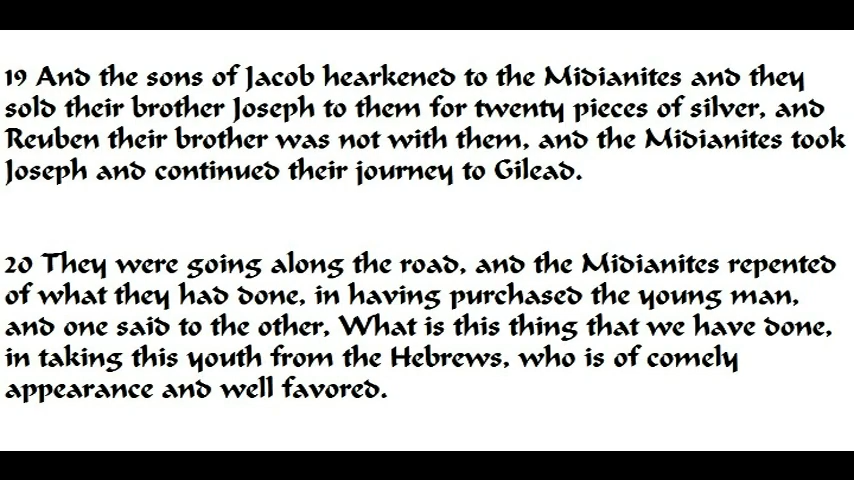 19 And the sons of Jacob hearkened to the Midianites and they
sold their brother Joseph to them for twenty pieces of silver, and
Reuben their brother was not with them, and the Midianites took
Joseph and continued their journey to Gilead.
20 They were going along the road, and the Midianites repented
of what they had done, in having purchased the young man,
and one said to the other, What is this thing that we have done,
in taking this youth from the Hebrews, who is of comely
appearance and well favored.